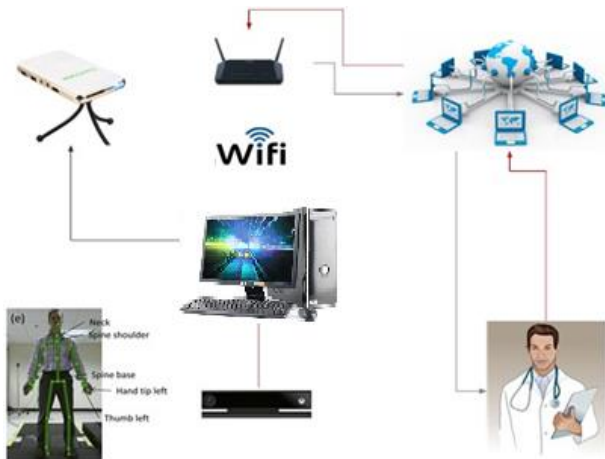 Wifi
(e)
Neck
Spine shoulder
Spine base
Hand tip left
Thumb left